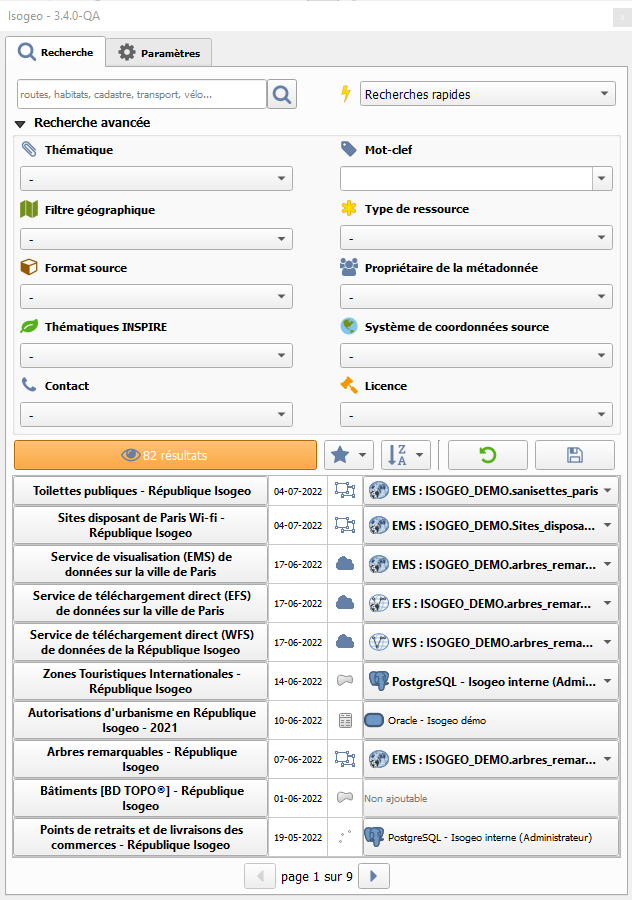 Isogeo - 3.4.0-QA
x
Recherche
Paramètres
routes, habitats, cadastre, transport, vélo...
Recherches rapides
Recherche avancée
Thématique
Mot-clef
-
Filtre géographique
Type de ressource
-
-
Format source
Propriétaire de la métadonnée
-
-
Thématiques INSPIRE
Système de coordonnées source
-
-
Contact
Licence
-
-
82 résultats
Z
A
Toilettes publiques - République Isogeo
04-07-2022
EMS : ISOGEO_DEMO.sanisettes_paris
Sites disposant de Paris Wi-fi -
République Isogeo
04-07-2022
EMS : ISOGEO_DEMO.Sites_disposa...
Service de visualisation (EMS) de
données sur la ville de Paris
17-06-2022
EMS : ISOGEO_DEMO.arbres_remar...
Service de téléchargement direct (EFS)
de données sur la ville de Paris
17-06-2022
EFS : ISOGEO_DEMO.arbres_remar...
Service de téléchargement direct (WFS)
de données de la République Isogeo
17-06-2022
WFS : ISOGEO_DEMO.arbres_rema...
Zones Touristiques Internationales -
République Isogeo
14-06-2022
PostgreSQL - Isogeo interne (Admi...
Autorisations d'urbanisme en République
Isogeo - 2021
10-06-2022
Oracle - Isogeo démo
Arbres remarquables - République
Isogeo
07-06-2022
EMS : ISOGEO_DEMO.arbres_remar...
Bâtiments [BD TOPO®] - République
Isogeo
01-06-2022
Non ajoutable
Points de retraits et de livraisons des
commerces - République Isogeo
19-05-2022
PostgreSQL - Isogeo interne (Administrateur)
page 1 sur 9